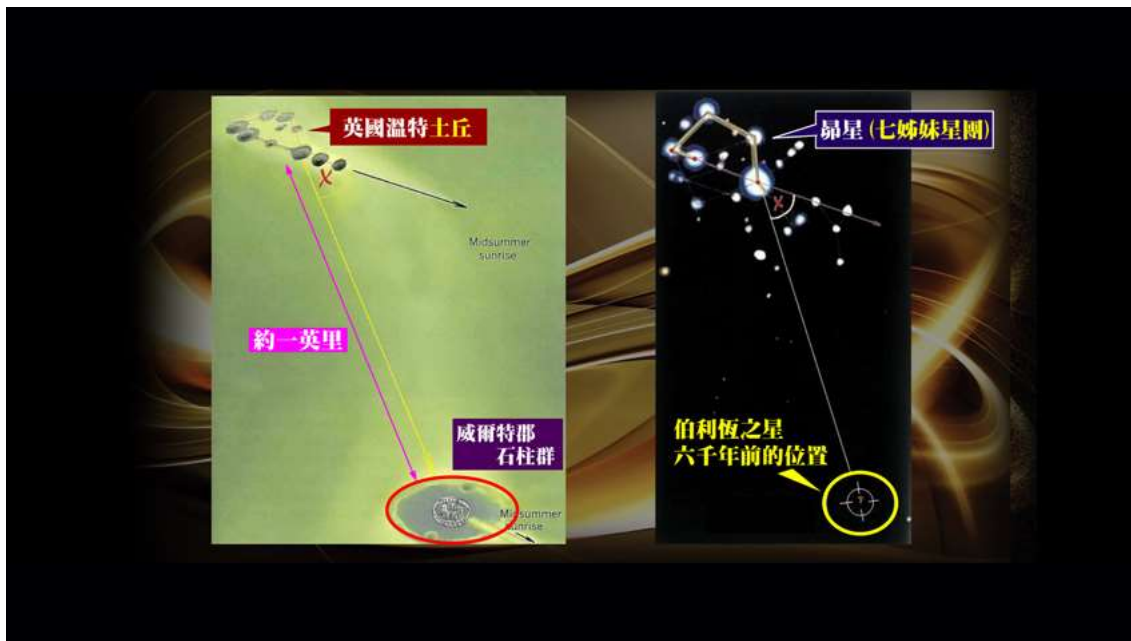 英國溫特土丘
X
Midsummer
sunrise
約一英里
威爾特郡
石柱群
Midsummer
sunrise
昴星 (七姊妹星團)
X
伯利恆之星
六千年前的位置
?